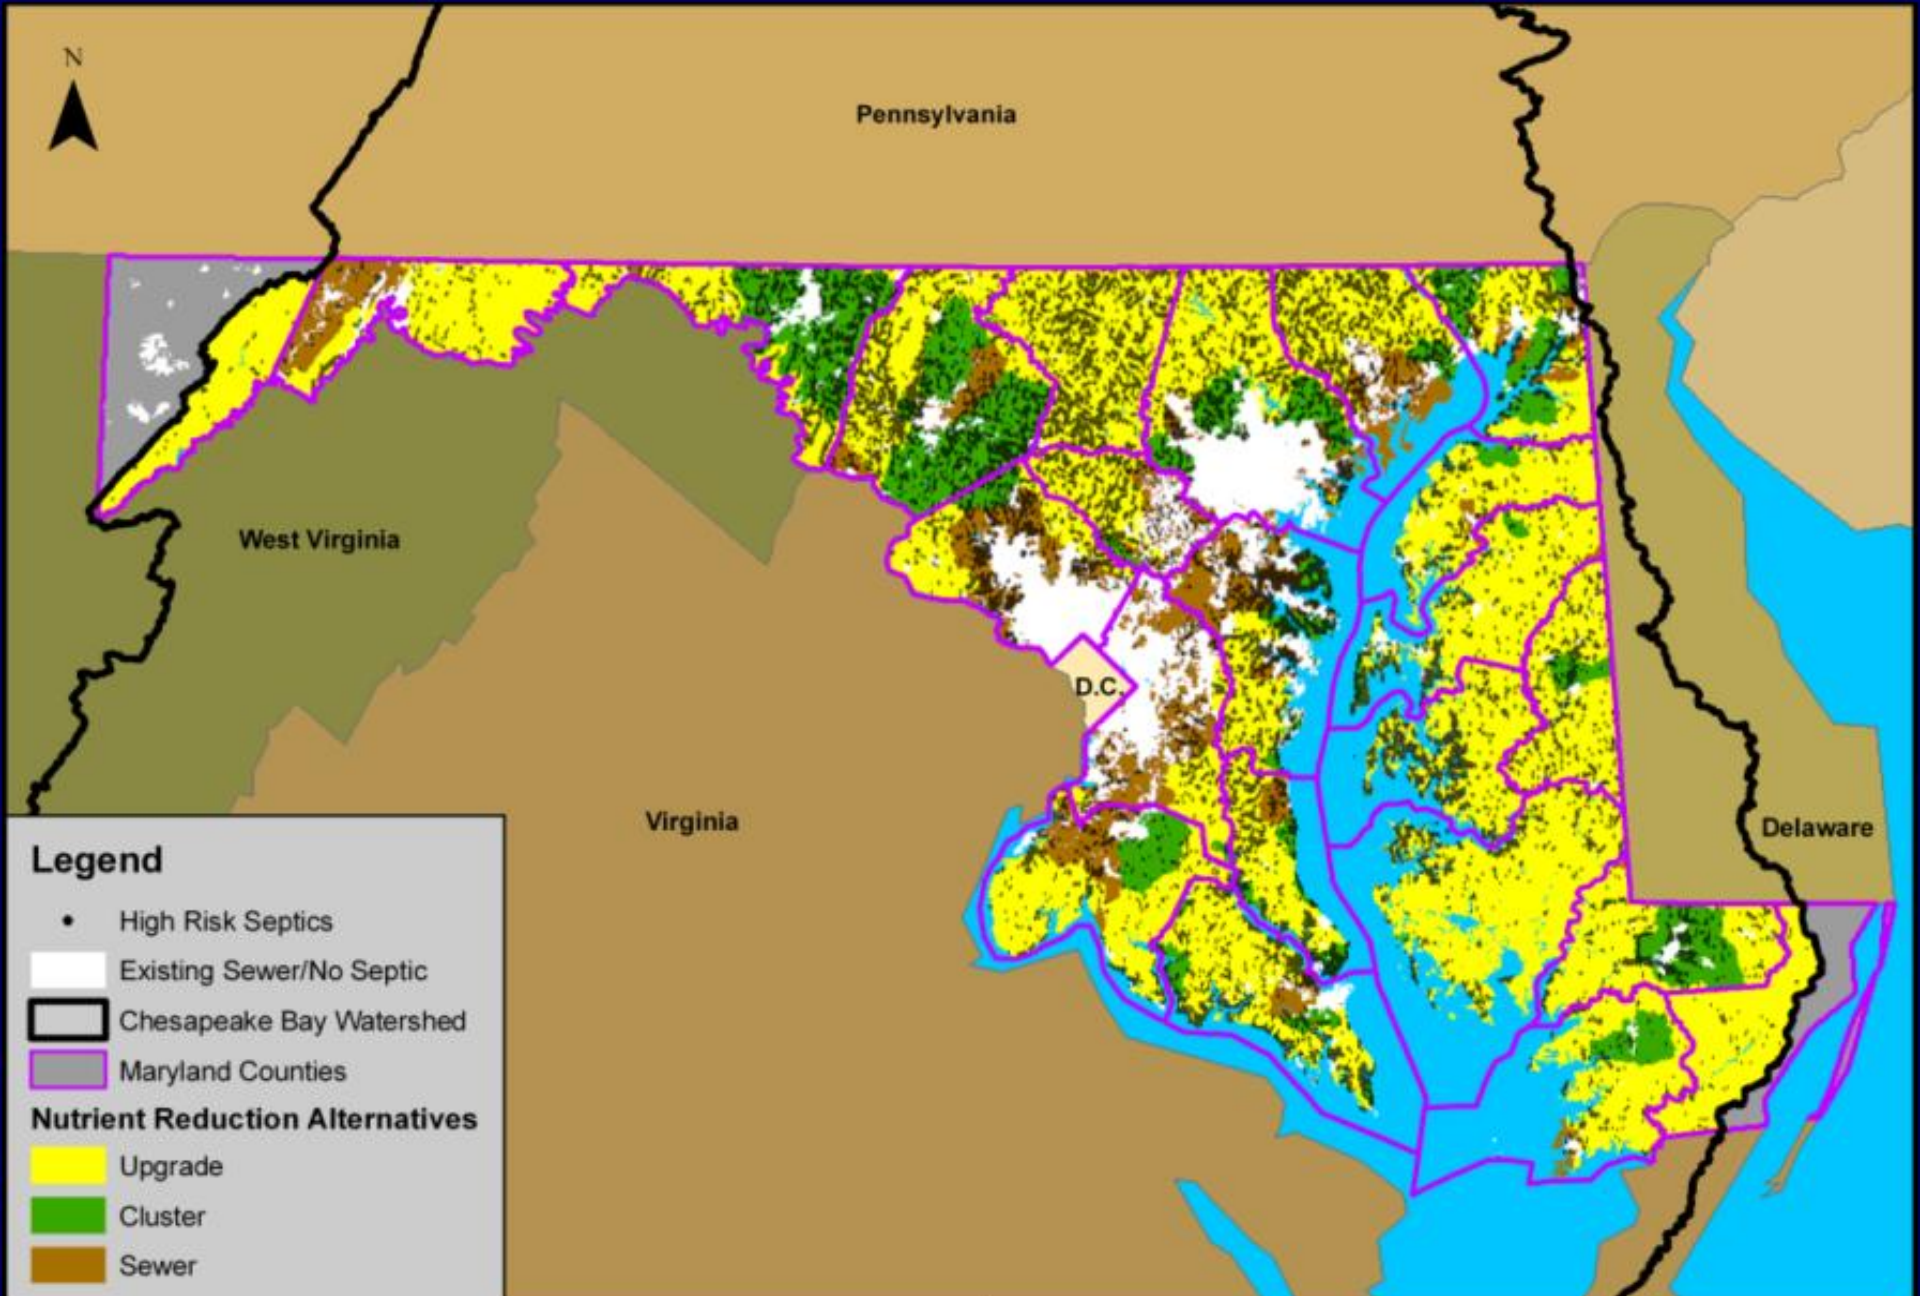 N
Pennsylvania
West Virginia
D.C.
Virginia
Delaware
Legend
High Risk Septics
Existing Sewer/No Septic
Chesapeake Bay Watershed
Maryland Counties
Nutrient Reduction Alternatives
Upgrade
Cluster
Sewer